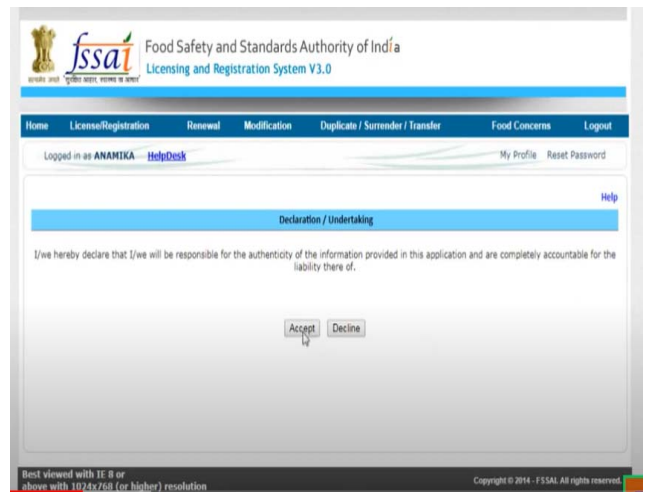 fssai
Food Safety and Standards Authority of India
Licensing and Registration System V3.0
Home License/Registration Renewal Modification Duplicate / Surrender / Transfer Food Concerns Logout
Logged in as ANAMIKA HelpDesk My Profile Reset Password
Help
Declaration / Undertaking
I/we hereby declare that I/we will be responsible for the authenticity of the information provided in this application and are completely accountable for the
liability there of.
Accept Decline
Best viewed with IE 8 or
above with 1024x768 (or higher) resolution
Copyright © 2014 - FSSAI. All rights reserved.